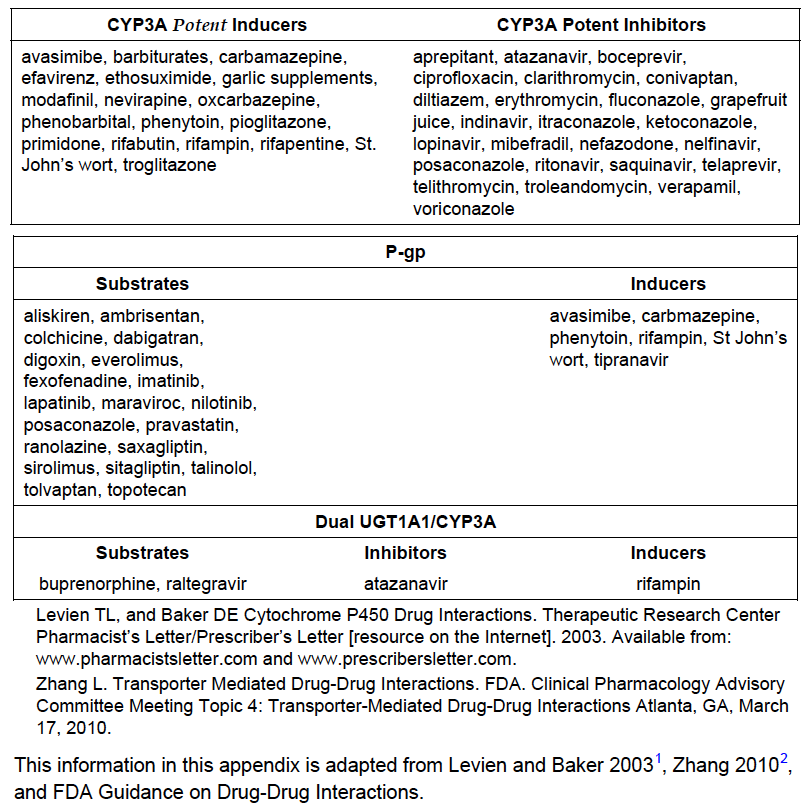 CYP3A Potent Inducers
CYP3A Potent Inhibitors
avasimibe, barbiturates, carbamazepine,
efavirenz, ethosuximide, garlic supplements,
modafinil, nevirapine, oxcarbazepine,
phenobarbital, phenytoin, pioglitazone,
primidone, rifabutin, rifampin, rifapentine, St.
John's wort, troglitazone
aprepitant, atazanavir, boceprevir,
ciprofloxacin, clarithromycin, conivaptan,
diltiazem, erythromycin, fluconazole, grapefruit
juice, indinavir, itraconazole, ketoconazole,
lopinavir, mibefradil, nefazodone, nelfinavir,
posaconazole, ritonavir, saquinavir, telaprevir,
telithromycin, troleandomycin, verapamil,
voriconazole
P-gp
Substrates
Inducers
aliskiren, ambrisentan,
colchicine, dabigatran,
digoxin, everolimus,
fexofenadine, imatinib,
lapatinib, maraviroc, nilotinib,
posaconazole, pravastatin,
ranolazine, saxagliptin,
sirolimus, sitagliptin, talinolol,
tolvaptan, topotecan
avasimibe, carbmazepine,
phenytoin, rifampin, St John's
wort, tipranavir
Dual UGT1A1/CYP3A
Substrates
Inhibitors
Inducers
buprenorphine, raltegravir
atazanavir
rifampin
Levien TL, and Baker DE Cytochrome P450 Drug Interactions. Therapeutic Research Center
Pharmacist's Letter/Prescriber's Letter [resource on the Internet]. 2003. Available from:
www.pharmacistsletter.com and www.prescribersletter.com.
Zhang L. Transporter Mediated Drug-Drug Interactions. FDA. Clinical Pharmacology Advisory
Committee Meeting Topic 4: Transporter-Mediated Drug-Drug Interactions Atlanta, GA, March
17, 2010.
This information in this appendix is adapted from Levien and Baker 2003¹, Zhang 2010²,
and FDA Guidance on Drug-Drug Interactions.